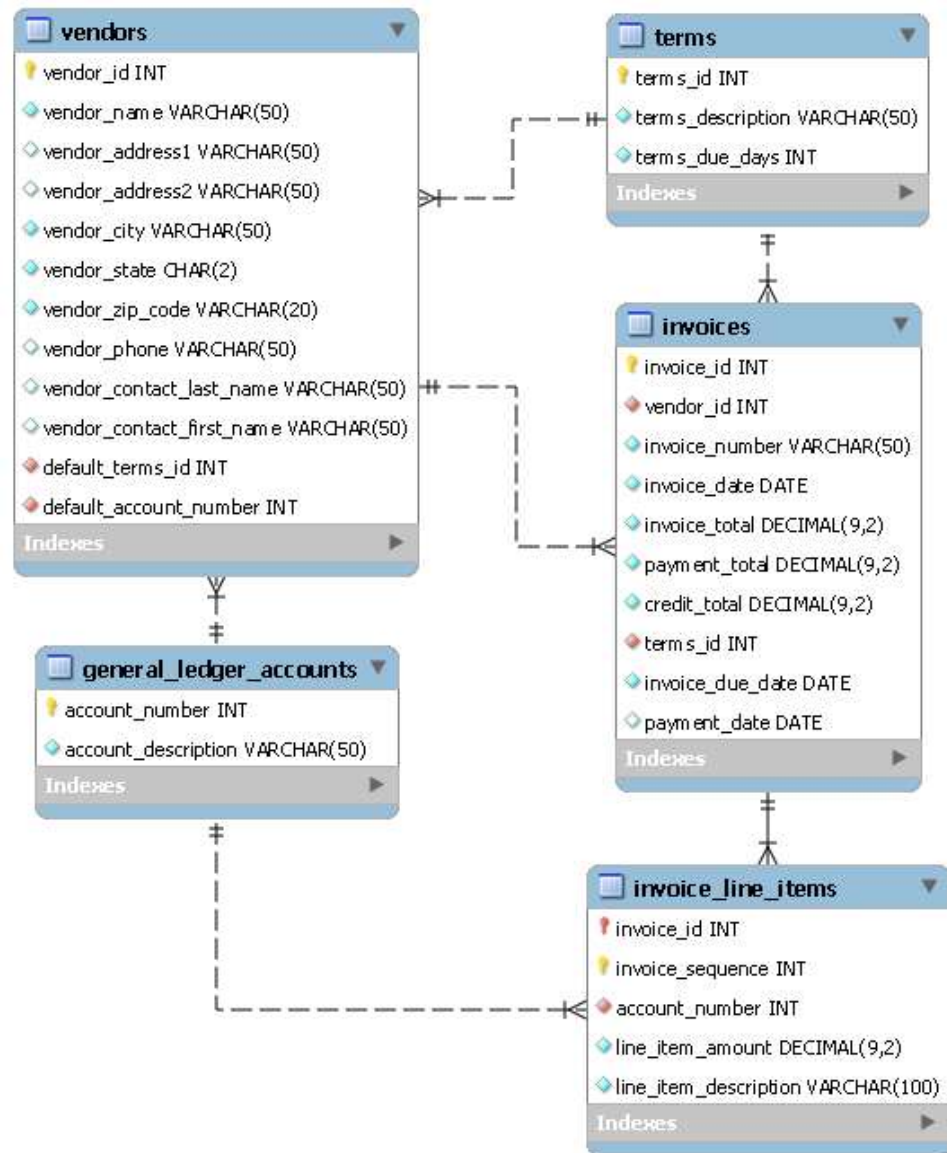 vendors
vendor_id INT
vendor_name VARCHAR(50)
vendor_address1 VARCHAR(50)
vendor_address2 VARCHAR(50)
vendor_city VARCHAR(50)
vendor_state CHAR(2)
vendor_zip_code VARCHAR(20)
vendor_phone VARCHAR(50)
vendor_contact_last_name VARCHAR(50)
vendor_contact_first_name VARCHAR(50)
default_terms_id INT
default_account_number INT
Indexes
terms
terms_id INT
terms_description VARCHAR(50)
terms_due_days INT
Indexes
invoices
invoice_id INT
vendor_id INT
invoice_number VARCHAR(50)
invoice_date DATE
invoice_total DECIMAL(9,2)
payment_total DECIMAL(9,2)
credit_total DECIMAL(9,2)
terms_id INT
invoice_due_date DATE
payment_date DATE
Indexes
general_ledger_accounts
account_number INT
account_description VARCHAR(50)
Indexes
invoice_line_items
invoice_id INT
invoice_sequence INT
account_number INT
line_item_amount DECIMAL(9,2)
line_item_description VARCHAR(100)
Indexes